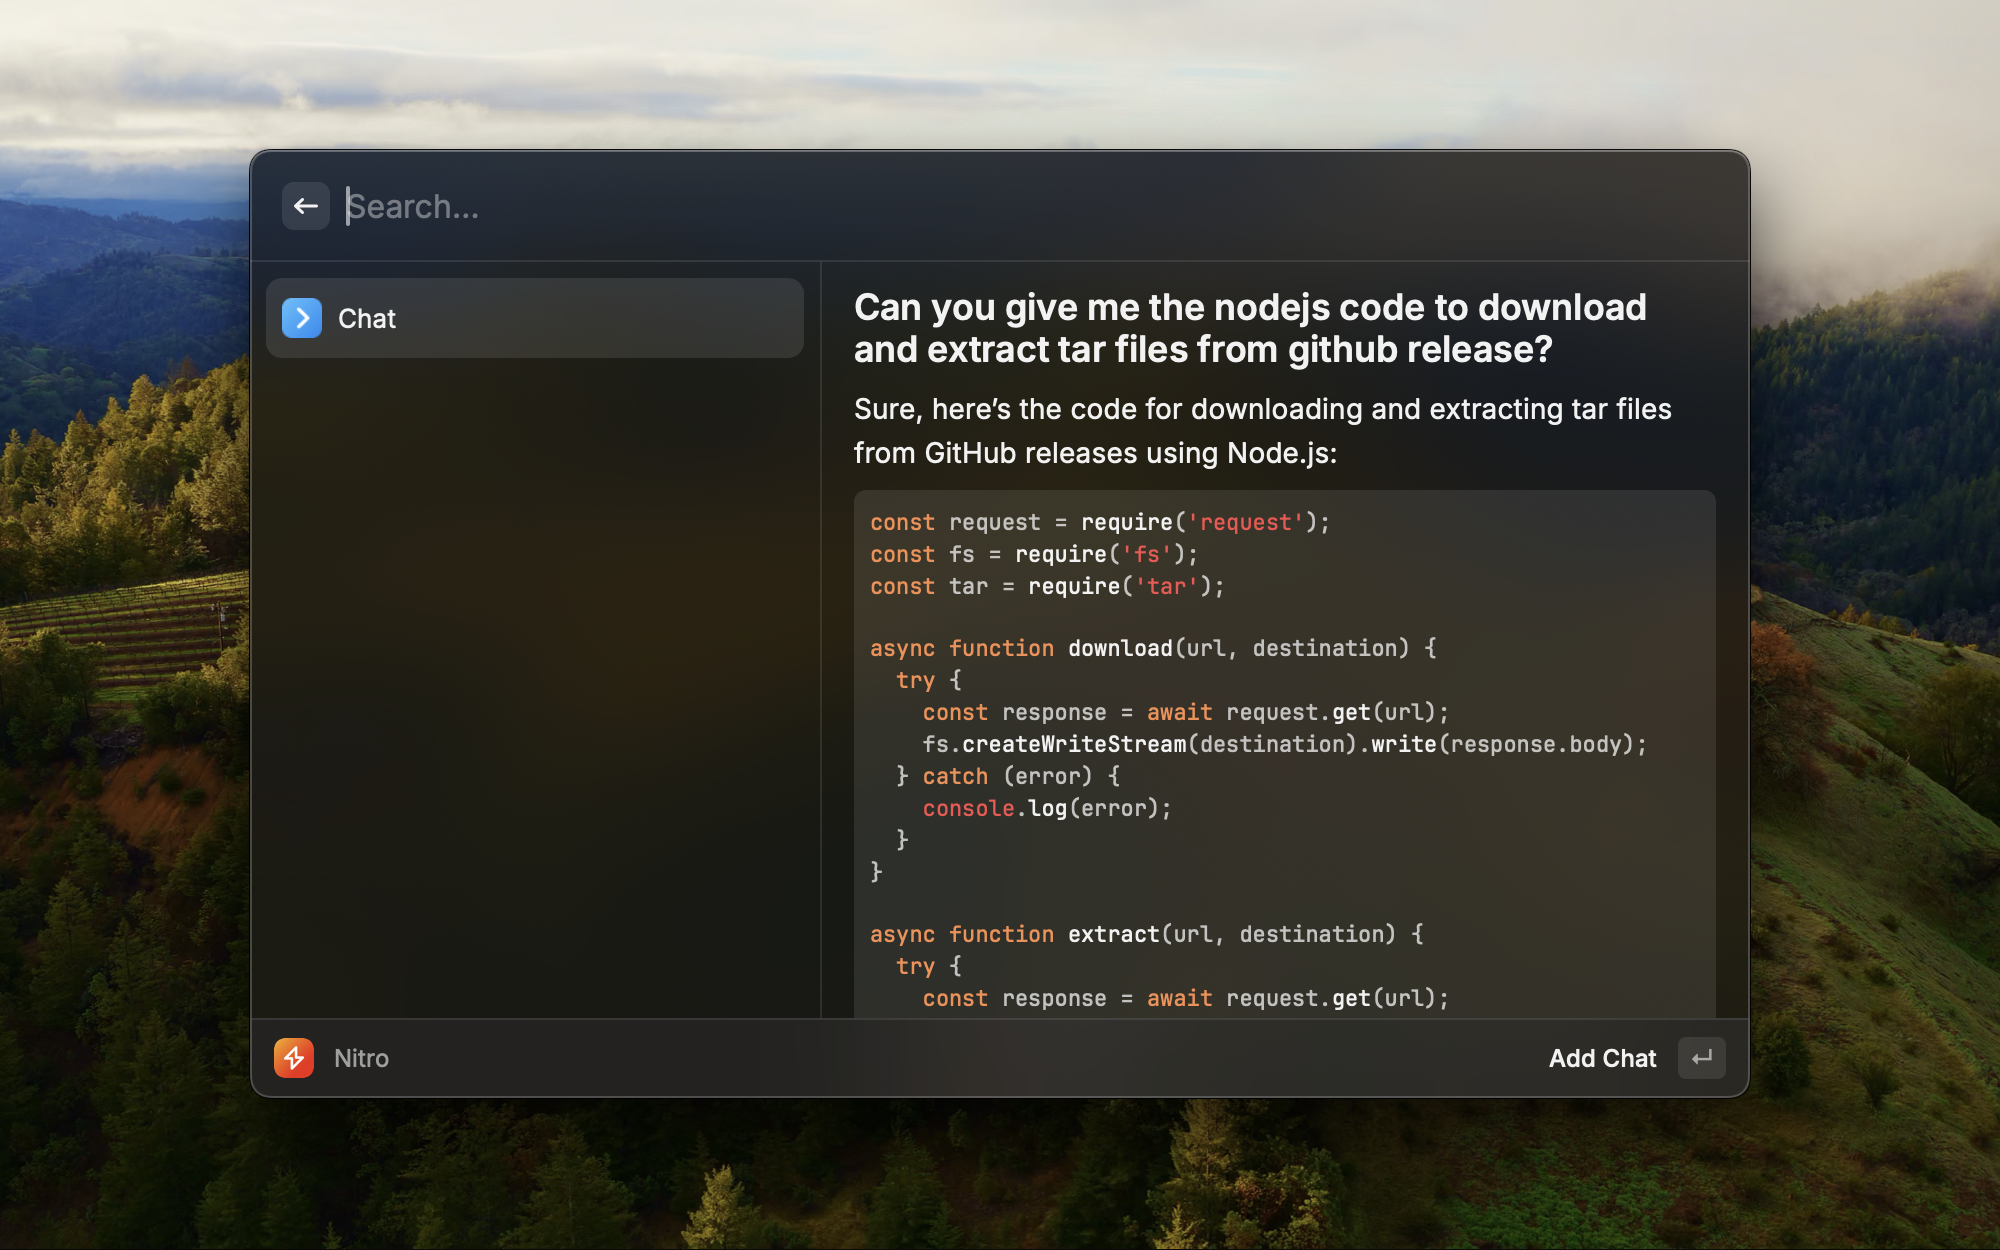 Search...
Chat
Can you give me the nodejs code to download
and extract tar files from github release?
Sure, here’s the code for downloading and extracting tar files
from GitHub releases using Node.js:
const request = require('request');
const fs = require('fs');
const tar = require('tar');
async function download(url, destination) {
  try {
    const response = await request.get(url);
    fs.createWriteStream(destination).write(response.body);
  } catch (error) {
    console.log(error);
  }
}
async function extract(url, destination) {
  try {
    const response = await request.get(url);
Nitro
Add Chat